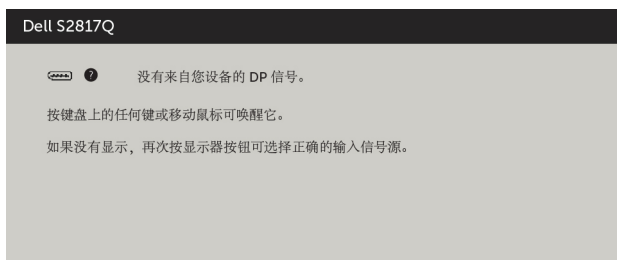 Dell S2817Q
? 没有来自您设备的 DP 信号。
按键盘上的任何键或移动鼠标可唤醒它。
如果没有显示，再次按显示器按钮可选择正确的输入信号源。